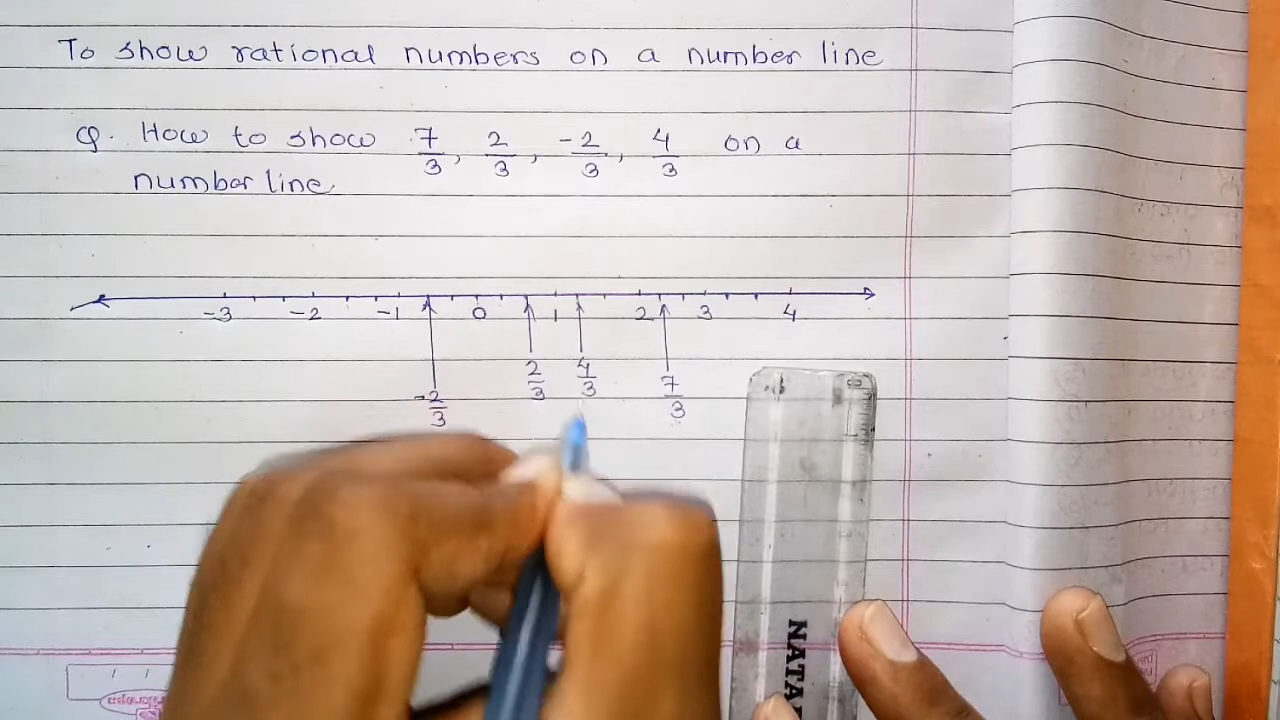 To show rational numbers on a number line
Q. How to show 7/3, 2/3, -2/3, 4/3 on a
number line
-3 -2 -1 0 1 2 3 4
-2/3 2/3 4/3 7/3
NATA